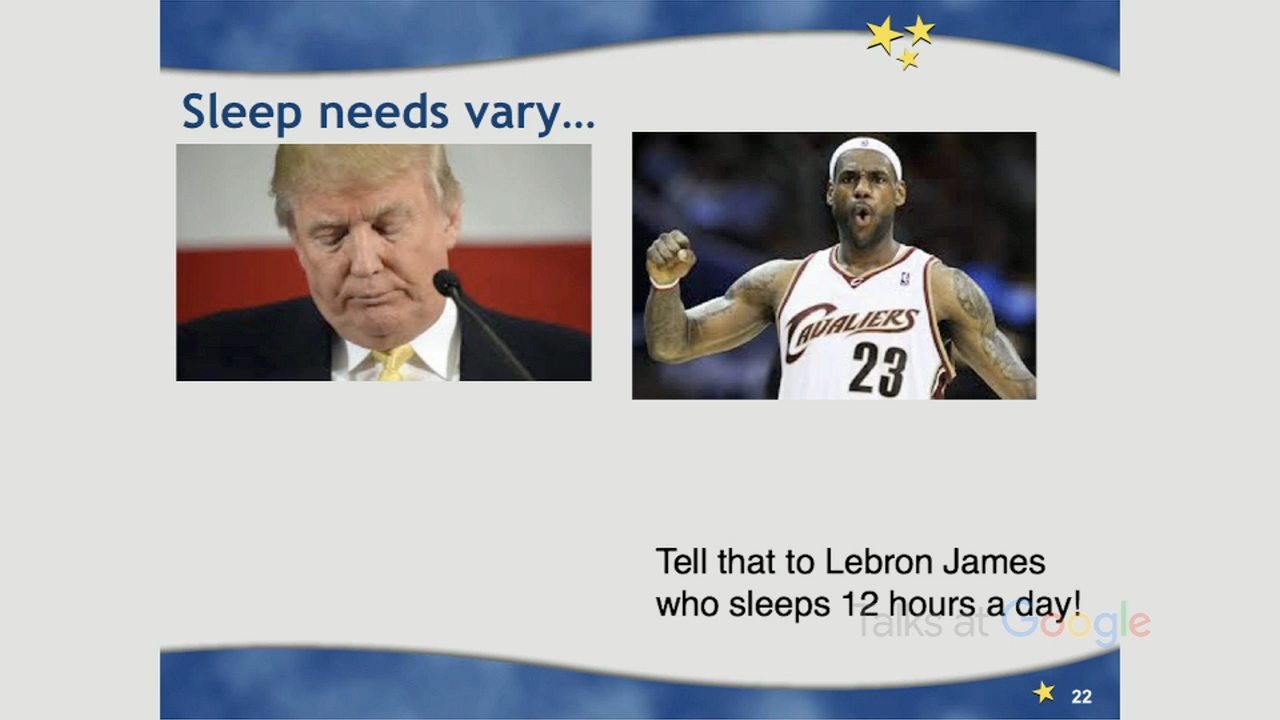 Sleep needs vary...
CAVALIERS
23
Tell that to Lebron James
who sleeps 12 hours a day!
Talks at Google
22